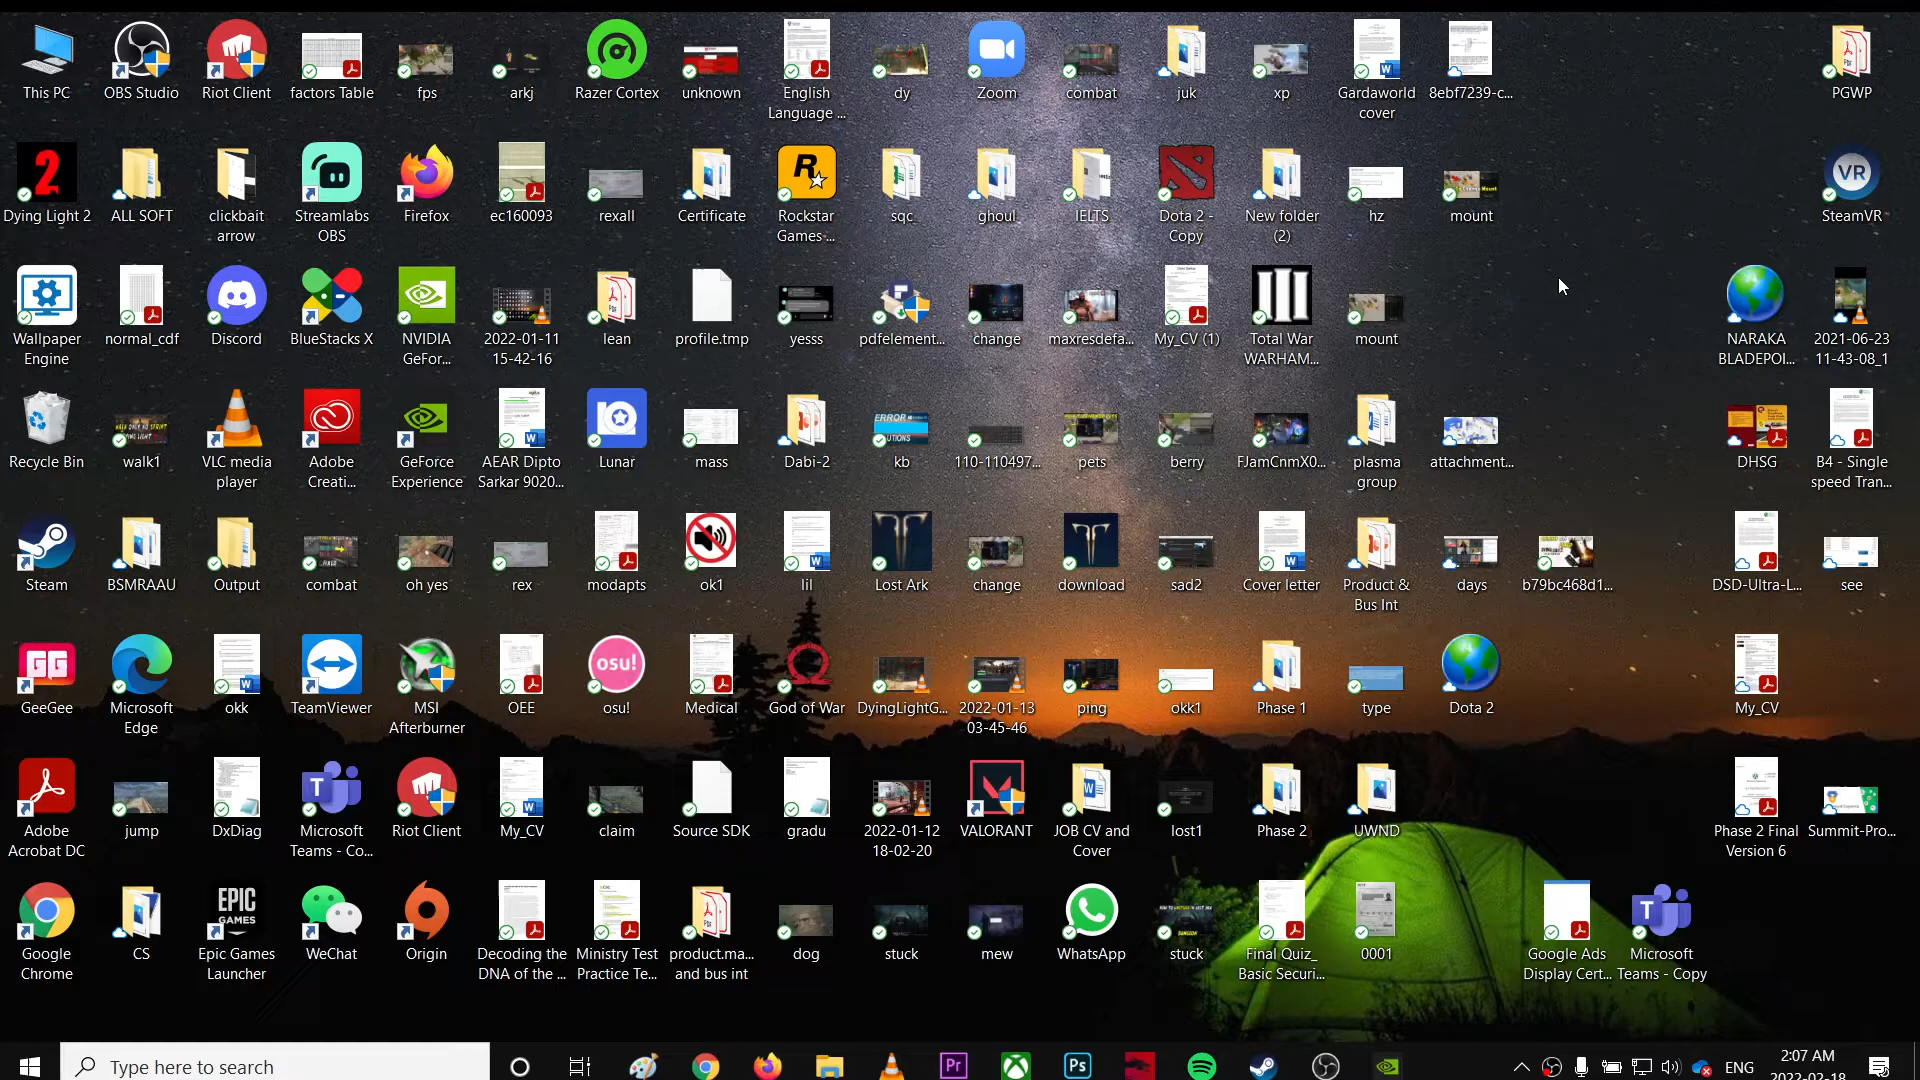 This PC
OBS Studio
Riot Client
factors Table
fps
arkj
Razer Cortex
unknown
English
Language ...
dy
Zoom
combat
juk
xp
Gardaworld
cover
8ebf7239-c...
PGWP
Dying Light 2
ALL SOFT
clickbait
arrow
Streamlabs
OBS
Firefox
ec160093
rexall
Certificate
Rockstar
Games ...
sqc
ghoul
IELTS
Dota 2 -
Copy
New folder
(2)
hz
mount
VR
SteamVR
Wallpaper
Engine
normal_cdf
Discord
BlueStacks X
NVIDIA
GeFor...
2022-01-11
15-42-16
lean
profile.tmp
yesss
pdfelement...
change
maxresdefa...
My_CV (1)
Total War
WARHAM...
mount
NARAKA
BLADEPOI...
2021-06-23
11-43-08_1
Recycle Bin
walk1
VLC media
player
Adobe
Creati...
GeForce
Experience
AEAR Dipto
Sarkar 9020...
Lunar
mass
Dabi-2
ERROR
kb
110-110497...
pets
berry
FJamCnmX0...
plasma
group
attachment...
DHSG
B4 - Single
speed Tran...
Steam
BSMRAAU
Output
combat
oh yes
rex
modapts
ok1
lil
Lost Ark
change
download
sad2
Cover letter
Product &
Bus Int
days
b79bc468d1...
DSD-Ultra-L...
see
GG
GeeGee
Microsoft
Edge
okk
TeamViewer
MSI
Afterburner
OEE
osu!
osu!
Medical
God of War
DyingLightG...
2022-01-13
03-45-46
ping
okk1
Phase 1
type
Dota 2
My_CV
Adobe
Acrobat DC
jump
DxDiag
Microsoft
Teams - Co...
Riot Client
My_CV
claim
Source SDK
gradu
2022-01-12
18-02-20
VALORANT
JOB CV and
Cover
lost1
Phase 2
UWND
Phase 2 Final
Version 6
Summit-Pro...
Google
Chrome
CS
EPIC
GAMES
Epic Games
Launcher
WeChat
Origin
Decoding the
DNA of the ...
Ministry Test
Practice Te...
product.ma...
and bus int
dog
stuck
mew
WhatsApp
stuck
Final Quiz_
Basic Securi...
0001
Google Ads
Display Cert...
Microsoft
Teams - Copy
Type here to search
Pr
Ps
ENG
2:07 AM
2022-02-18